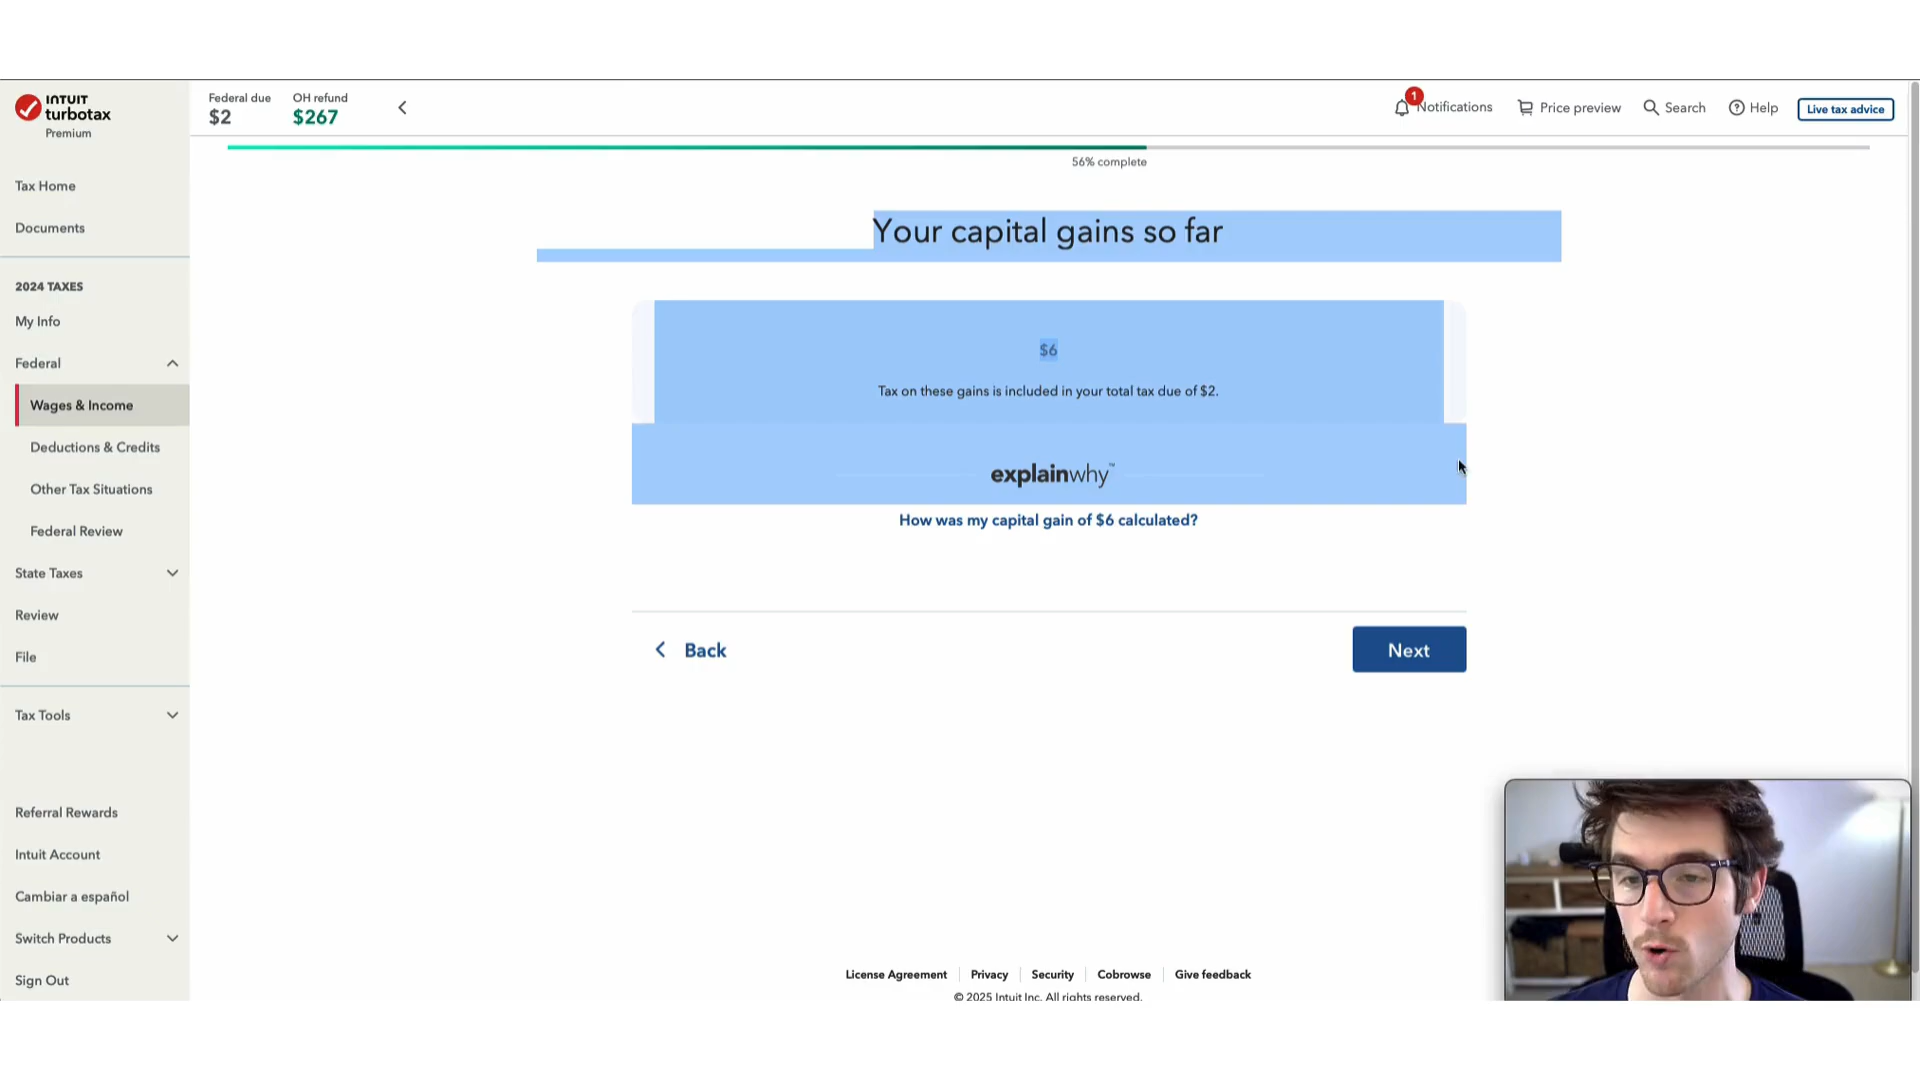 INTUIT
turbotax
Premium
Tax Home
Documents
2024 TAXES
My Info
Federal
Wages & Income
Deductions & Credits
Other Tax Situations
Federal Review
State Taxes
Review
File
Tax Tools
Referral Rewards
Intuit Account
Cambiar a español
Switch Products
Sign Out
Federal due
$2
OH refund
$267
1
Notifications
Price preview
Search
Help
Live tax advice
56% complete
Your capital gains so far
$6
Tax on these gains is included in your total tax due of $2.
explainwhy™
How was my capital gain of $6 calculated?
Back
Next
License Agreement
Privacy
Security
Cobrowse
Give feedback
© 2025 Intuit Inc. All rights reserved.